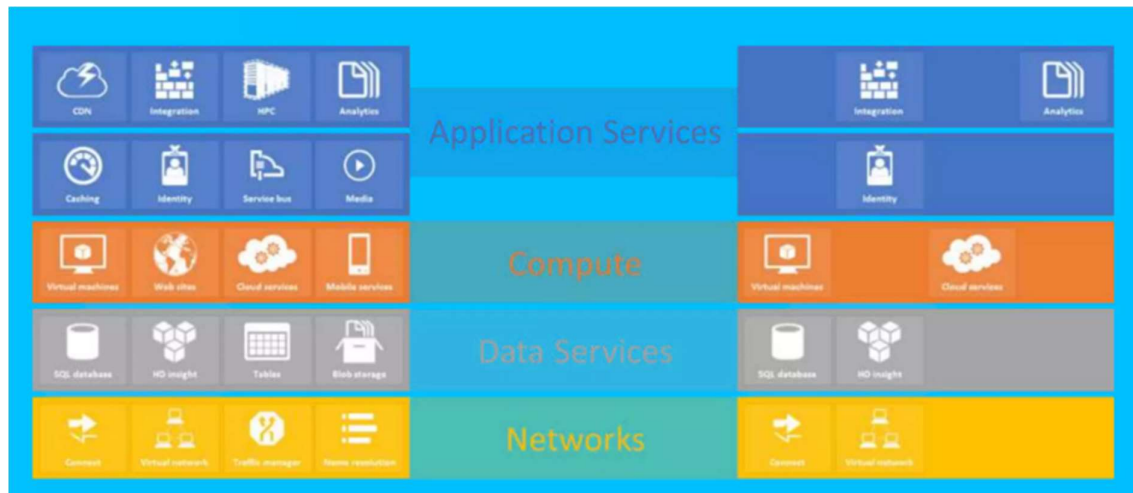 CDN Integration HPC Analytics
Integration Analytics
Application Services
Caching Identity Service bus Media
Identity
Virtual machines Web sites Cloud services Mobile services
Compute
Virtual machines Cloud services
SQL database HD insight Tables Blob storage
Data Services
SQL database HD insight
Connect Virtual network Traffic manager Name resolution
Networks
Connect Virtual network